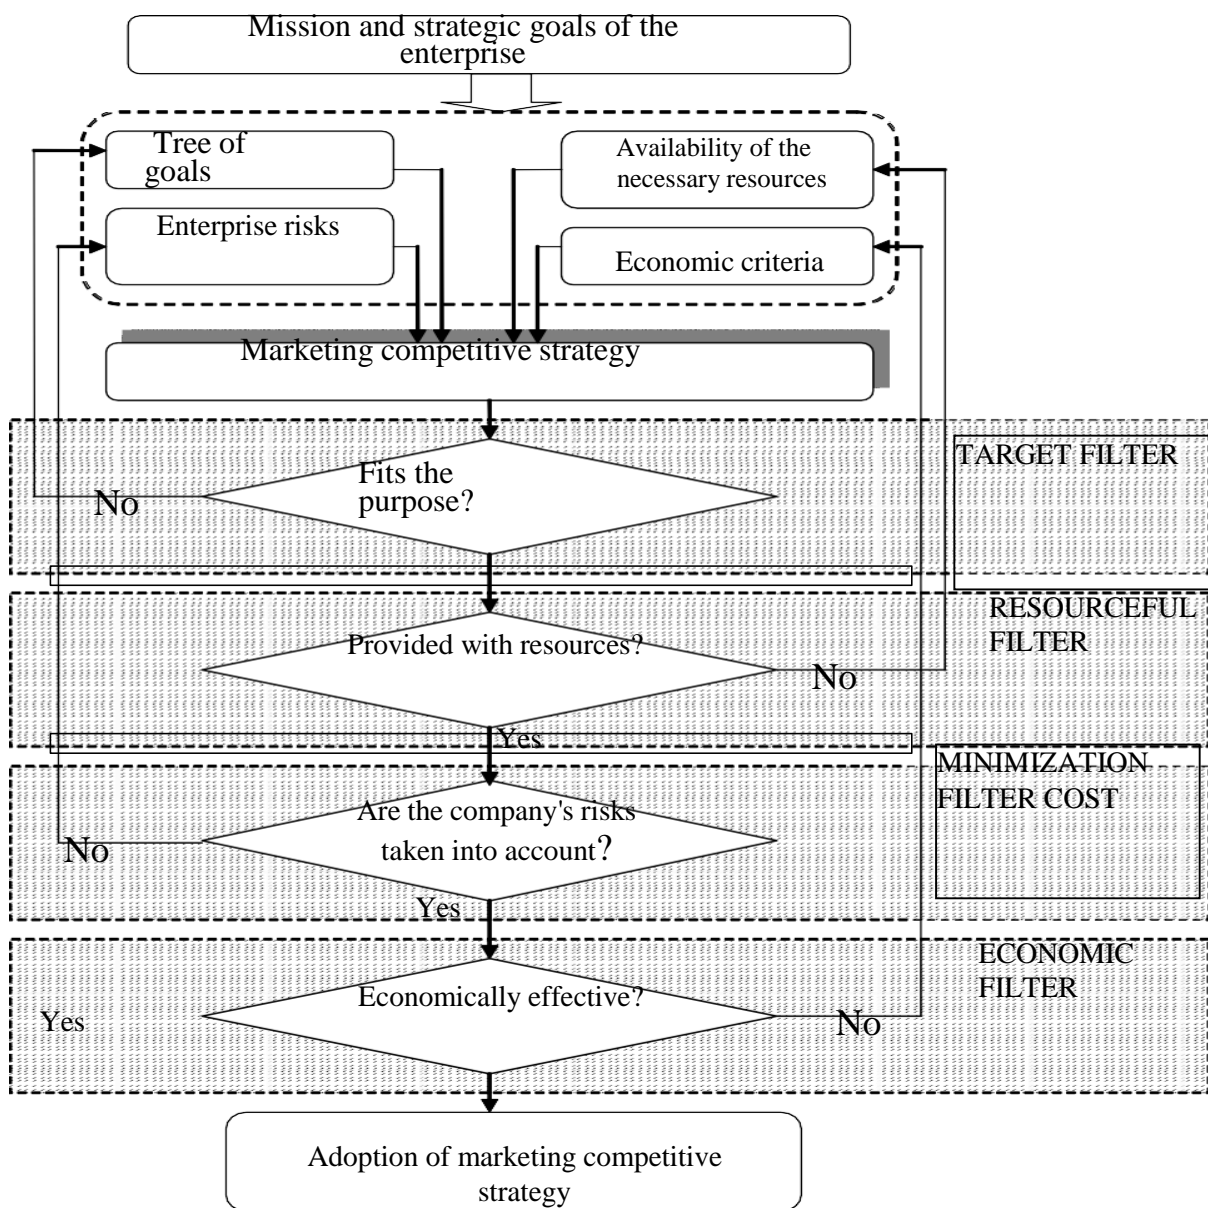 Mission and strategic goals of the
enterprise
Tree of
goals
Availability of the
necessary resources
Enterprise risks
Economic criteria
Marketing competitive strategy
TARGET FILTER
Fits the
purpose?
No
RESOURCEFUL
FILTER
Provided with resources?
No
Yes
MINIMIZATION
FILTER COST
Are the company's risks
taken into account?
No
Yes
ECONOMIC
FILTER
Economically effective?
Yes
No
Adoption of marketing competitive
strategy